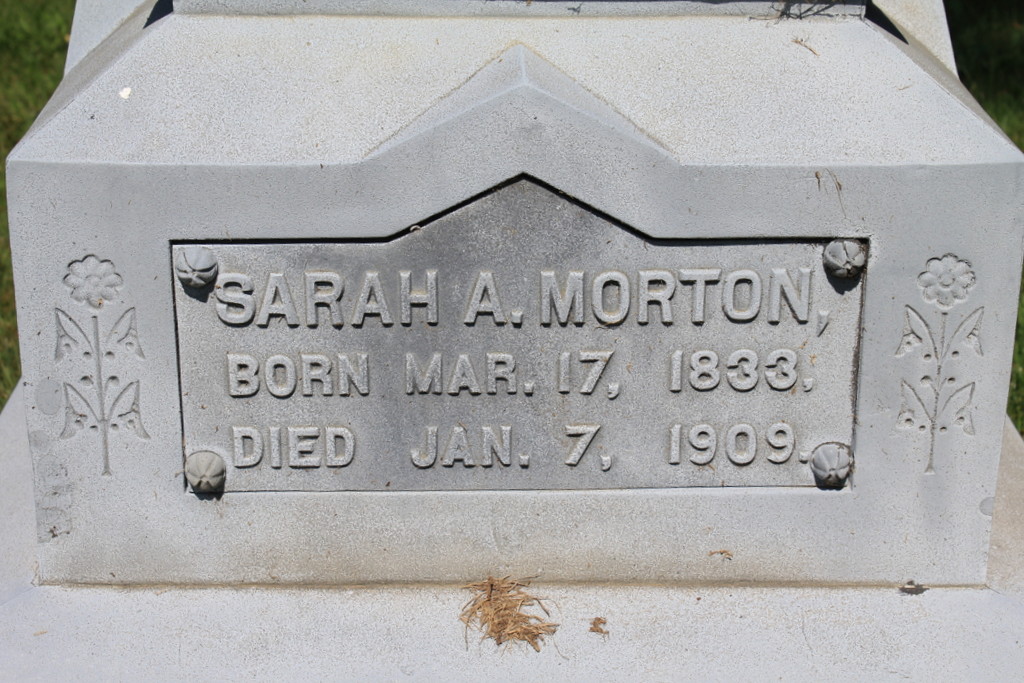 SARAH A. MORTON,
BORN MAR. 17, 1833.
DIED JAN. 7, 1909.